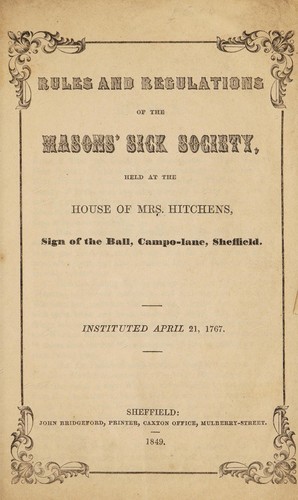 RULES AND REGULATIONS
OF THE
MASONS' SICK SOCIETY,
HELD AT THE
HOUSE OF MRS. HITCHENS,
Sign of the Ball, Campo-lane, Sheffield.
INSTITUTED APRIL 21, 1767.
SHEFFIELD:
JOHN BRIDGEFORD, PRINTER, CAXTON OFFICE, MULBERRY-STREET.
1849.